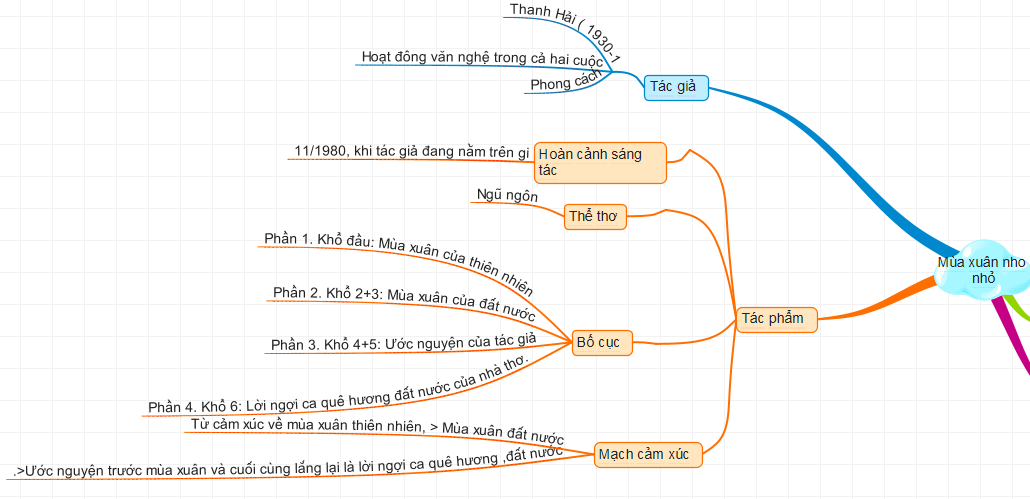 Thanh Hải ( 1930-1
Hoạt đông văn nghệ trong cả hai cuộc
Phong cách
Tác giả
11/1980, khi tác giả đang nằm trên gi
Hoàn cảnh sáng
tác
Ngũ ngôn
Thể thơ
Phần 1. Khổ đầu: Mùa xuân của thiên nhiên
Phần 2. Khổ 2+3: Mùa xuân của đất nước
Phần 3. Khổ 4+5: Ước nguyện của tác giả
Phần 4. Khổ 6: Lời ngợi ca quê hương đất nước của nhà thơ.
Bố cục
Từ cảm xúc về mùa xuân thiên nhiên, > Mùa xuân đất nước
.>Ước nguyện trước mùa xuân và cuối cùng lắng lại là lời ngợi ca quê hương ,đất nước
Mạch cảm xúc
Tác phẩm
Mùa xuân nho
nhỏ